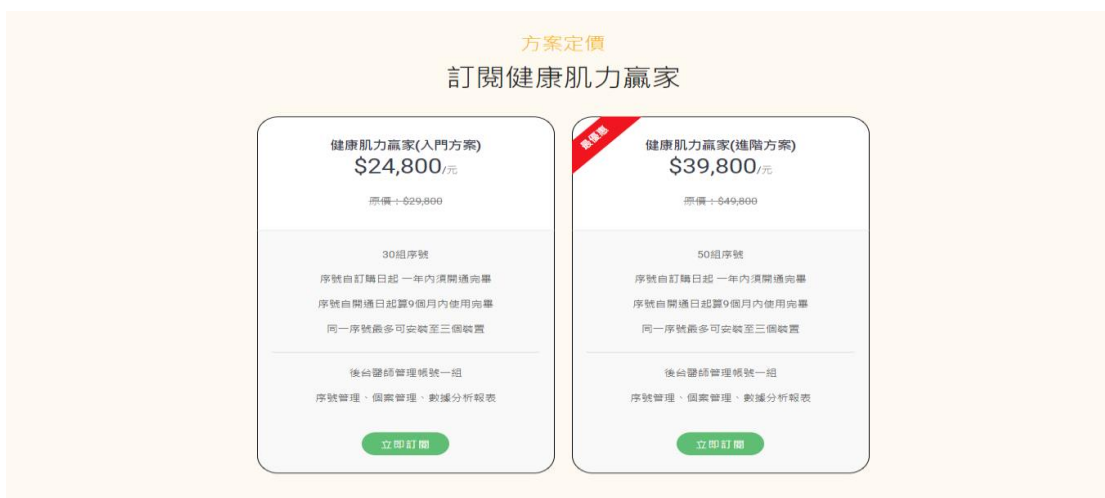 方案定價
訂閱健康肌力贏家
健康肌力贏家(入門方案)
$24,800/元
原價：$29,800
30組序號
序號自訂購日起 一年內須開通完畢
序號自開通日起算9個月內使用完畢
同一序號最多可安裝至三個裝置
後台醫師管理帳號一組
序號管理、個案管理、數據分析報表
立即訂閱
最優惠
健康肌力贏家(進階方案)
$39,800/元
原價：$49,800
50組序號
序號自訂購日起 一年內須開通完畢
序號自開通日起算9個月內使用完畢
同一序號最多可安裝至三個裝置
後台醫師管理帳號一組
序號管理、個案管理、數據分析報表
立即訂閱